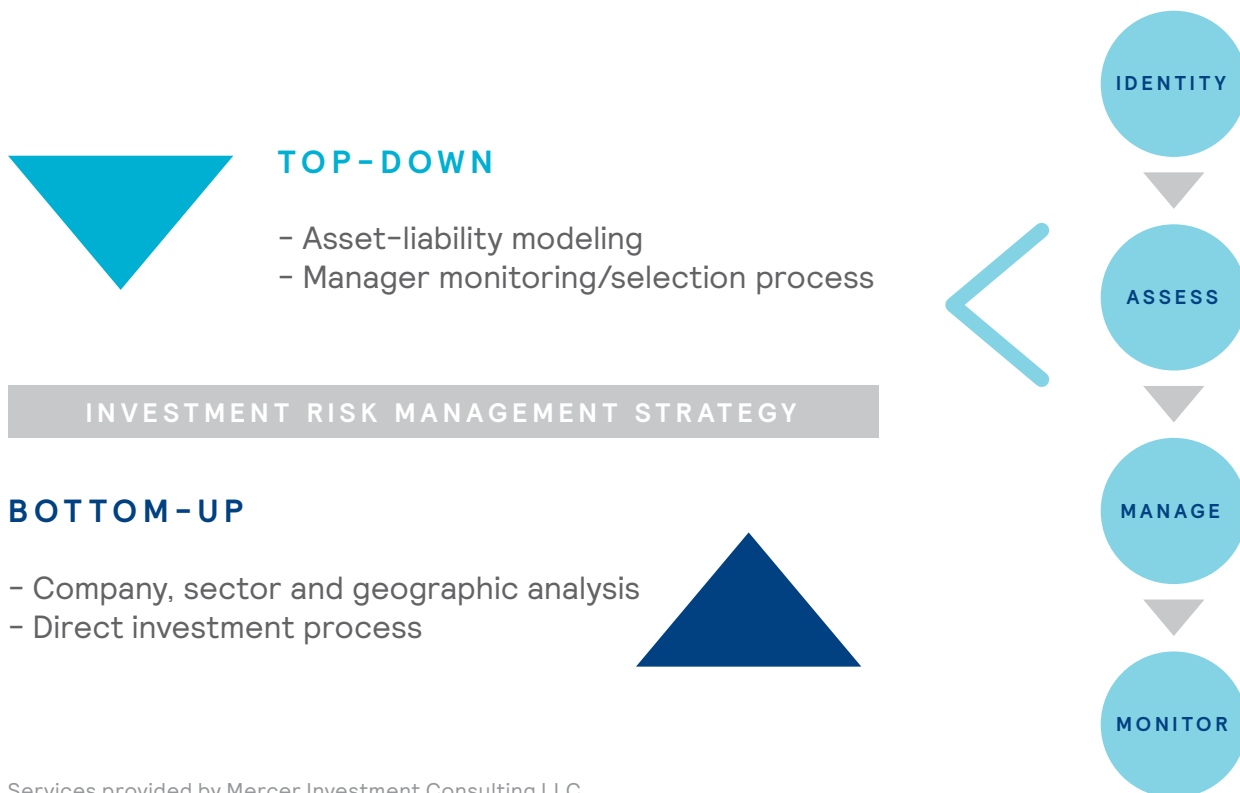 TOP-DOWN
- Asset-liability modeling
- Manager monitoring/selection process
INVESTMENT RISK MANAGEMENT STRATEGY
BOTTOM-UP
- Company, sector and geographic analysis
- Direct investment process
IDENTITY
ASSESS
MANAGE
MONITOR
Services provided by Mercer Investment Consulting LLC